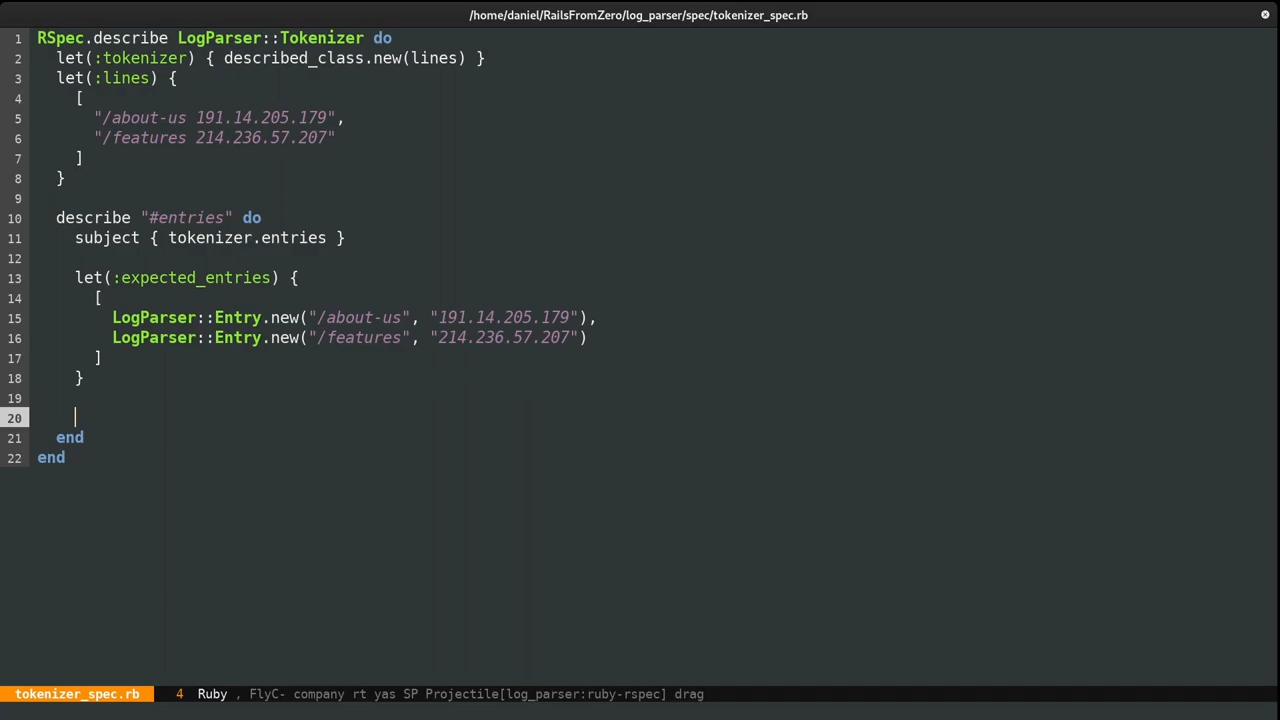 /home/daniel/RailsFromZero/log_parser/spec/tokenizer_spec.rb
1 RSpec.describe LogParser::Tokenizer do
2   let(:tokenizer) { described_class.new(lines) }
3   let(:lines) {
4     [
5       "/about-us 191.14.205.179",
6       "/features 214.236.57.207"
7     ]
8   }
9
10   describe "#entries" do
11     subject { tokenizer.entries }
12
13     let(:expected_entries) {
14       [
15         LogParser::Entry.new("/about-us", "191.14.205.179"),
16         LogParser::Entry.new("/features", "214.236.57.207")
17       ]
18     }
19
20
21   end
22 end
tokenizer_spec.rb 4 Ruby , FlyC- company rt yas SP Projectile[log_parser:ruby-rspec] drag